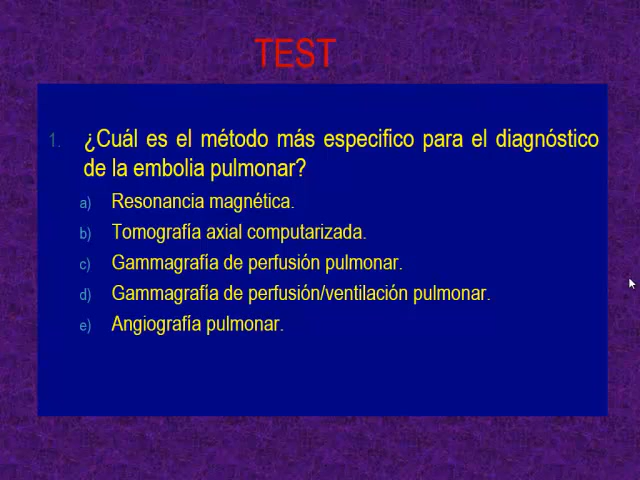 TEST
1. ¿Cuál es el método más especifico para el diagnóstico
de la embolia pulmonar?
a) Resonancia magnética.
b) Tomografía axial computarizada.
c) Gammagrafía de perfusión pulmonar.
d) Gammagrafía de perfusión/ventilación pulmonar.
e) Angiografía pulmonar.